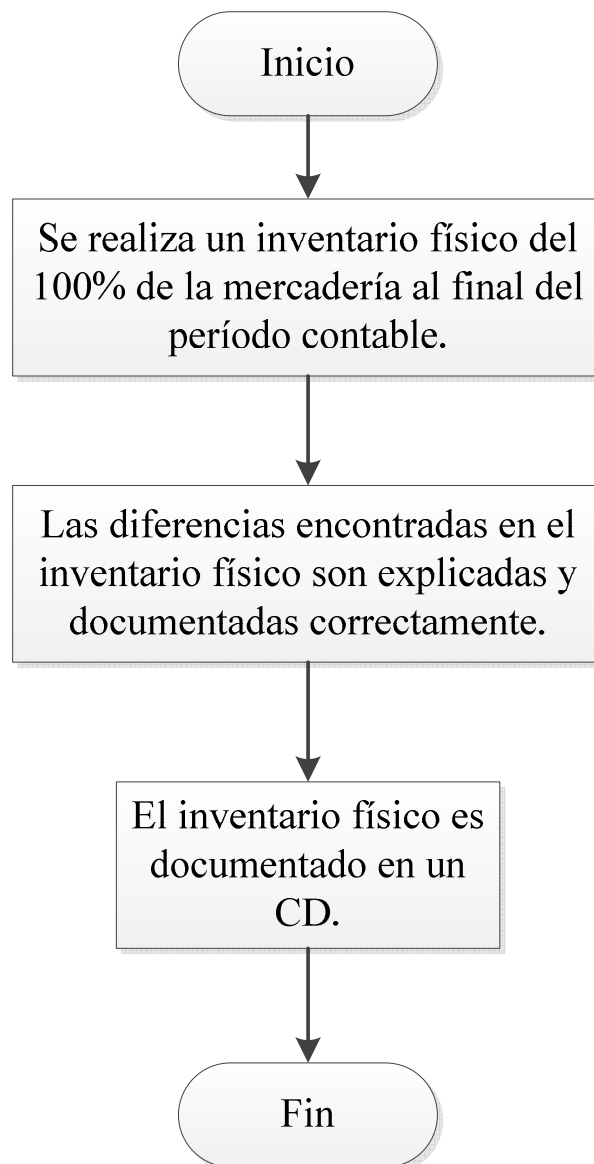 Inicio
Se realiza un inventario físico del
100% de la mercadería al final del
período contable.
Las diferencias encontradas en el
inventario físico son explicadas y
documentadas correctamente.
El inventario físico es
documentado en un
CD.
Fin